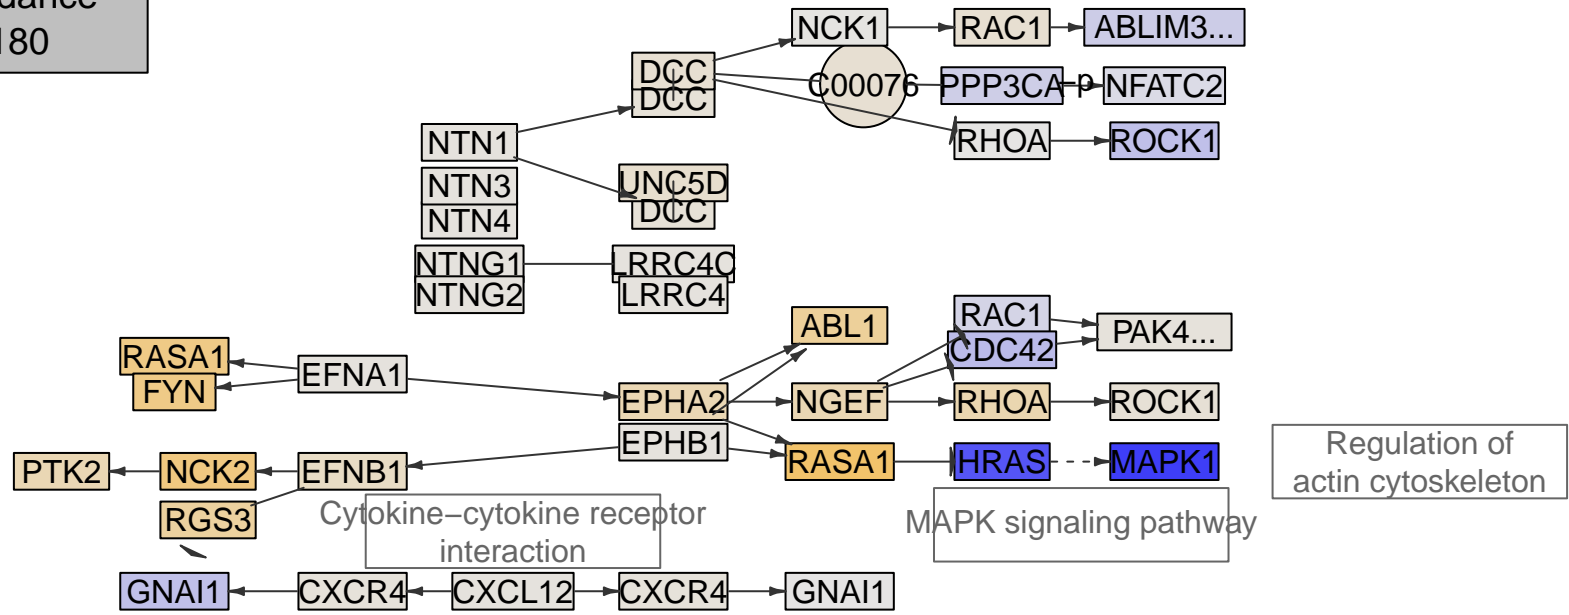 180
NCK1
RAC1
ABLIM3...
DCC
DCC
C00076
PPP3CA
+p
NFATC2
NTN1
RHOA
ROCK1
NTN3
NTN4
UNC5D
DCC
NTNG1
NTNG2
LRRC4C
LRRC4
RASA1
FYN
EFNA1
ABL1
RAC1
CDC42
PAK4...
EPHA2
NGEF
RHOA
ROCK1
EPHB1
PTK2
NCK2
EFNB1
RASA1
HRAS
MAPK1
Regulation of
actin cytoskeleton
RGS3
Cytokine−cytokine receptor
interaction
MAPK signaling pathway
GNAI1
CXCR4
CXCL12
CXCR4
GNAI1